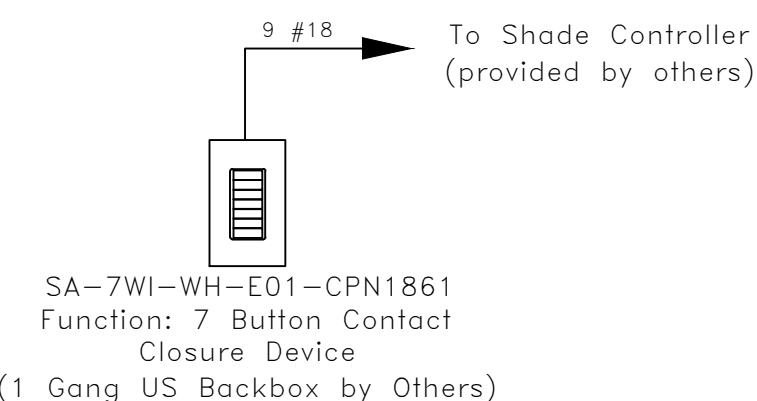 9 #18
To Shade Controller
(provided by others)
SA-7WI-WH-E01-CPN1861
Function: 7 Button Contact
Closure Device
(1 Gang US Backbox by Others)